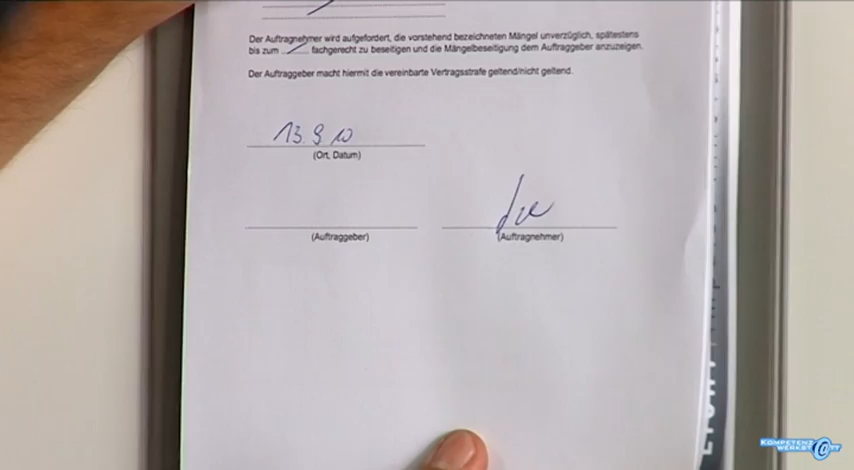 Der Auftragnehmer wird aufgefordert, die vorstehend bezeichneten Mängel unverzüglich, spätestens
bis zum ........ fachgerecht zu beseitigen und die Mängelbeseitigung dem Auftraggeber anzuzeigen.
Der Auftraggeber macht hiermit die vereinbarte Vertragsstrafe geltend/nicht geltend.
13. 9. 10
(Ort, Datum)
(Auftraggeber)
(Auftragnehmer)
KOMPETENZ
WERKST@TT